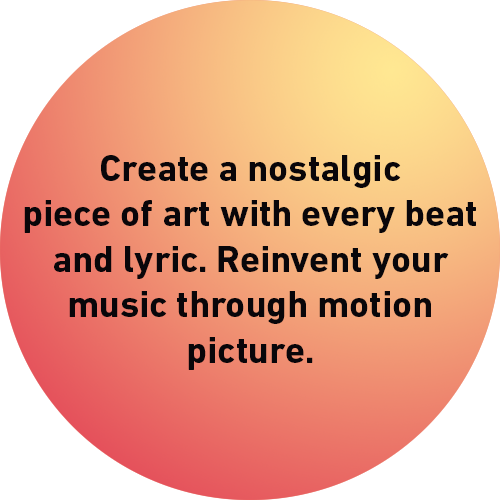 Create a nostalgic
piece of art with every beat
and lyric. Reinvent your
music through motion
picture.